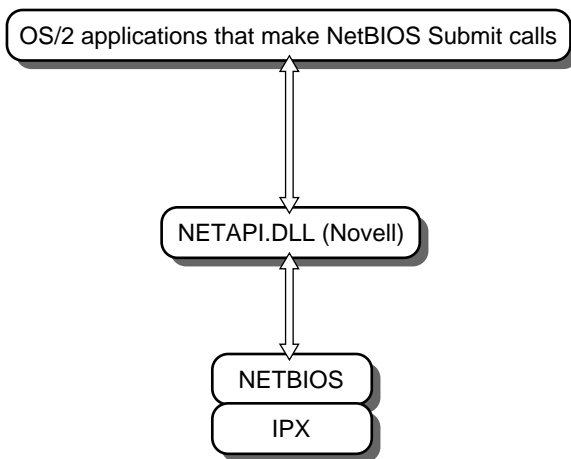 OS/2 applications that make NetBIOS Submit calls
NETAPI.DLL (Novell)
NETBIOS
IPX